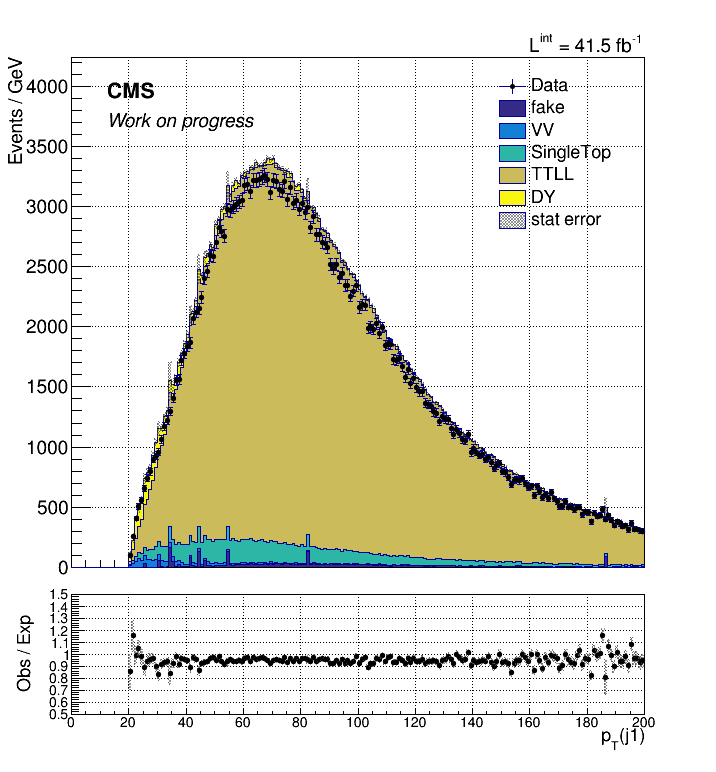 L^int = 41.5 fb^-1
Events / GeV
4000
3500
3000
2500
2000
1500
1000
500
0
CMS
Work on progress
Data
fake
VV
SingleTop
TTLL
DY
stat error
Obs / Exp
1.5
1.4
1.3
1.2
1.1
1
0.9
0.8
0.7
0.6
0.5
0 20 40 60 80 100 120 140 160 180 200
p_T(j1)